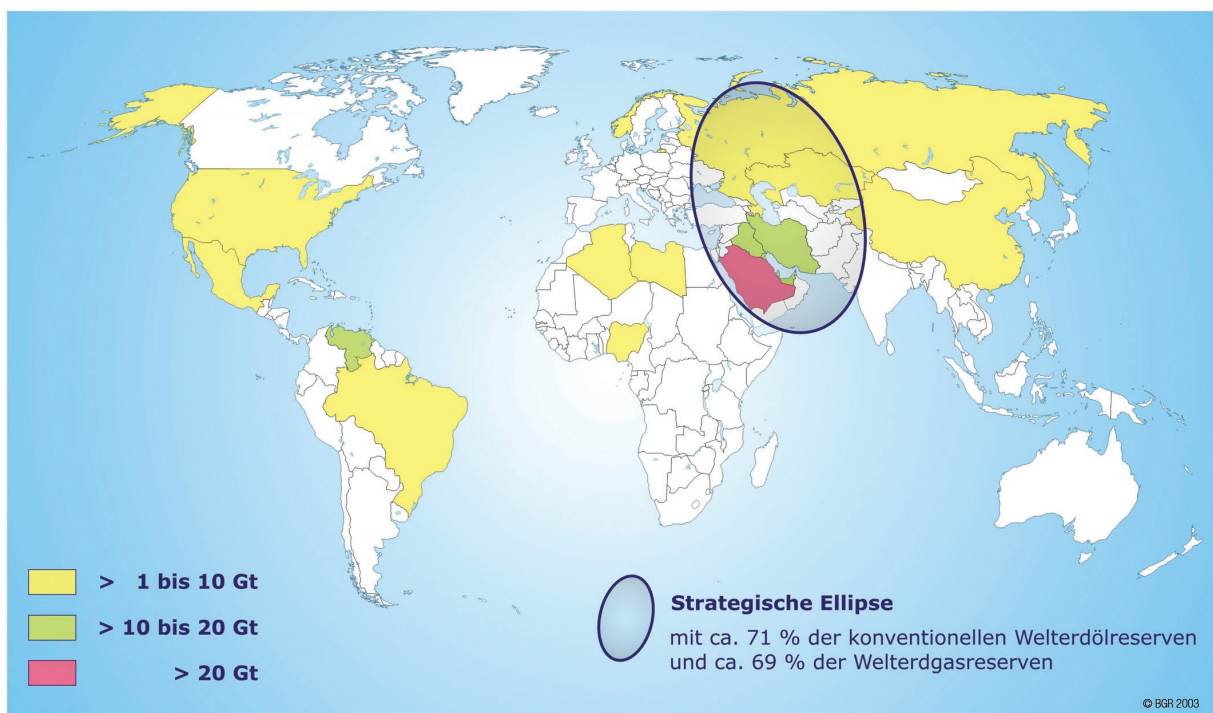 > 1 bis 10 Gt
> 10 bis 20 Gt
> 20 Gt
Strategische Ellipse
mit ca. 71 % der konventionellen Welterdölreserven
und ca. 69 % der Welterdgasreserven
© BGR 2003